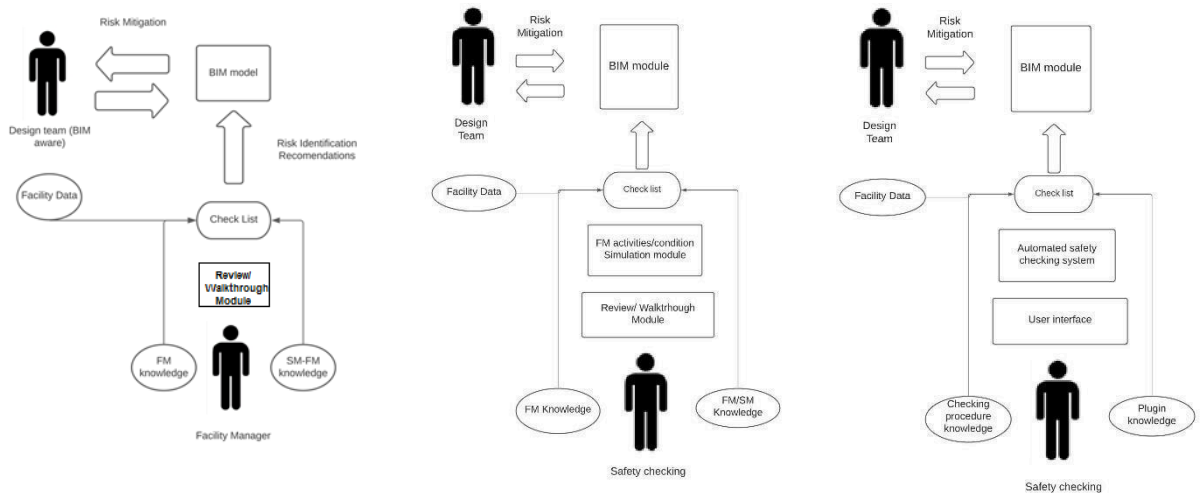 Risk Mitigation
BIM model
Design team (BIM
aware)
Risk Identification
Recomendations
Facility Data
Check List
Review/
Walkthrough
Module
FM
knowledge
SM-FM
knowledge
Facility Manager
Risk
Mitigation
BIM module
Design
Team
Facility Data
Check list
FM activities/condition
Simulation module
Review/ Walktrhough
Module
FM Knowledge
FM/SM
Knowledge
Safety checking
Risk
Mitigation
BIM module
Design
Team
Facility Data
Check list
Automated safety
checking system
User interface
Checking
procedure
knowledge
Plugin
knowledge
Safety checking